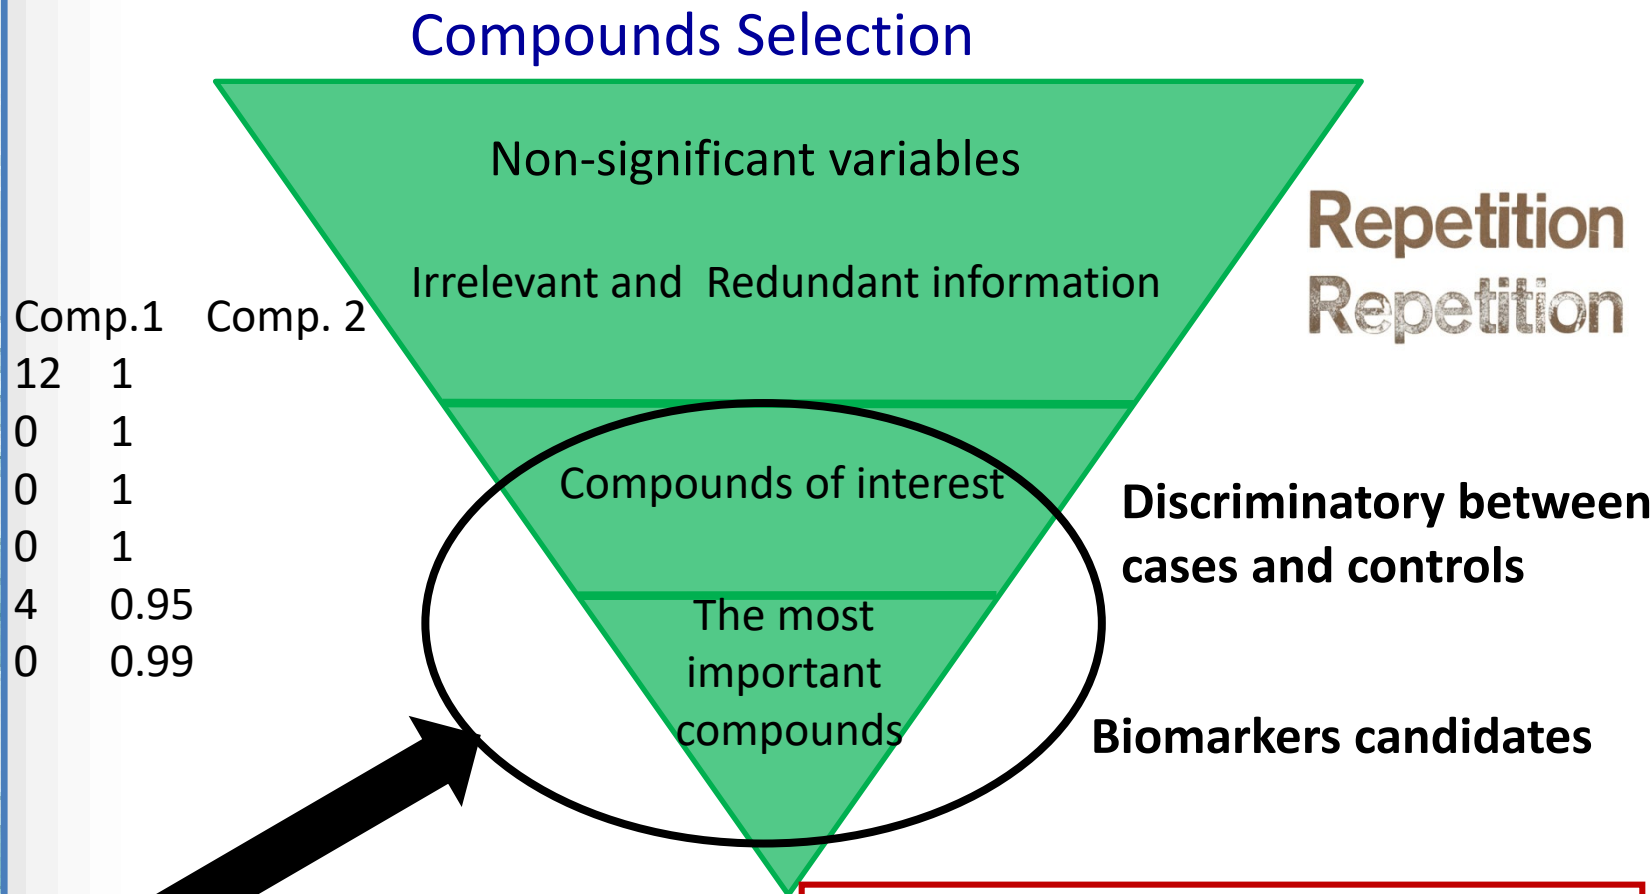 Compounds Selection
Non-significant variables
Irrelevant and Redundant information
Repetition
Repetition
Comp.1 Comp. 2
12 1
0 1
0 1
0 1
4 0.95
0 0.99
Compounds of interest
Discriminatory between
cases and controls
The most
important
compounds
Biomarkers candidates